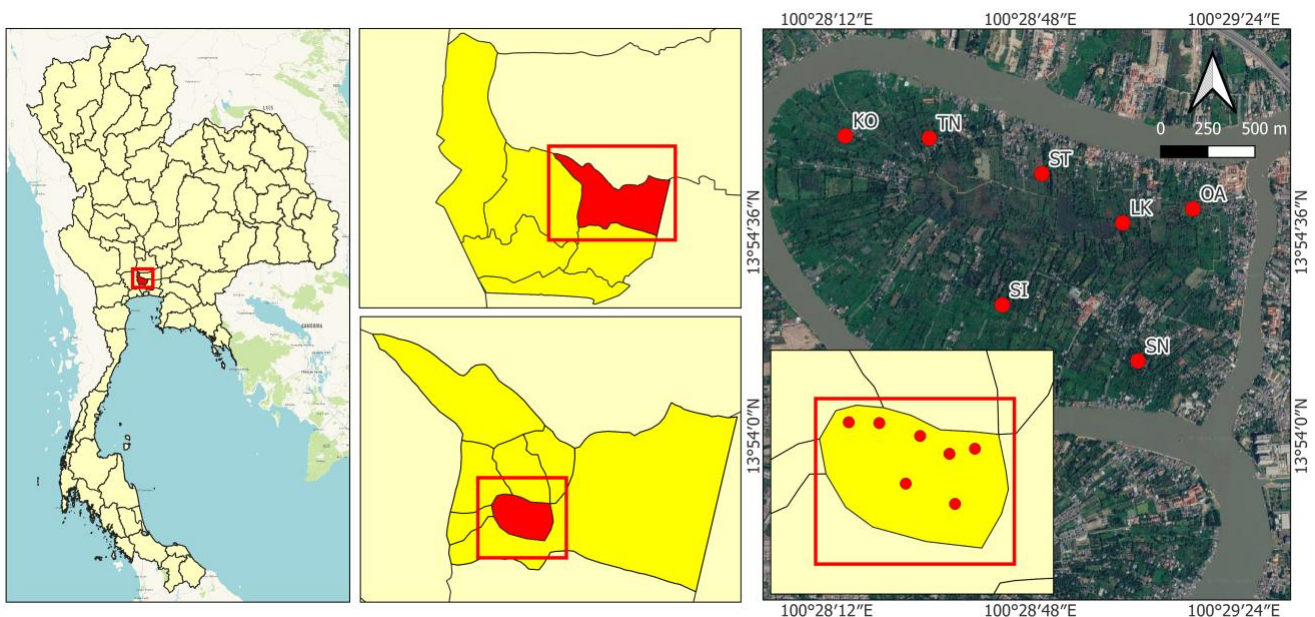 100°28′12″E 100°28′48″E 100°29′24″E
KO
TN
ST
OA
LK
SI
SN
0 250 500 m
13°54′36″N
13°54′36″N
13°54′0″N
13°54′0″N
100°28′12″E 100°28′48″E 100°29′24″E